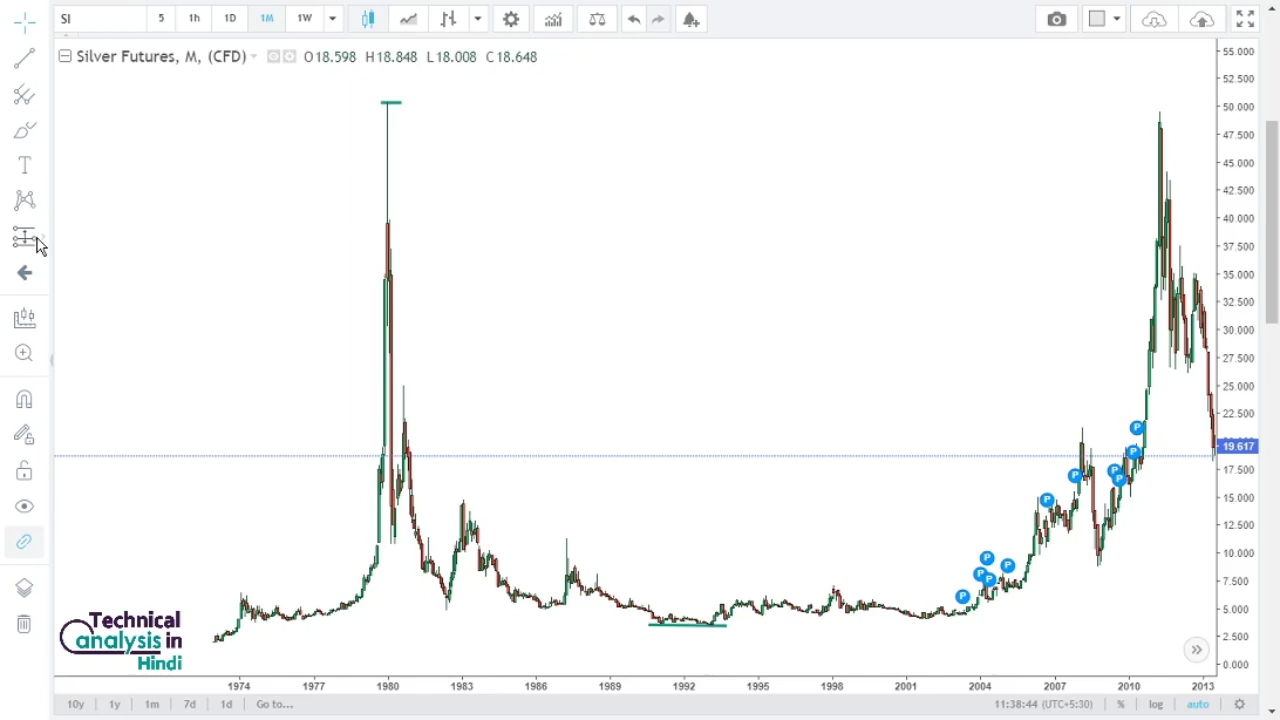 SI 5 1h 1D 1M 1W
Silver Futures, M, (CFD) O18.598 H18.848 L18.008 C18.648
55.000
52.500
50.000
47.500
45.000
42.500
40.000
37.500
35.000
32.500
30.000
27.500
25.000
22.500
19.617
17.500
15.000
12.500
10.000
7.500
5.000
2.500
0.000
P
P
P
P
P
P
P
P
P
P
P
P
Technical
analysis in
Hindi
1974 1977 1980 1983 1986 1989 1992 1995 1998 2001 2004 2007 2010 2013
10y 1y 1m 7d 1d Go to... 11:38:44 (UTC+5:30) % log auto